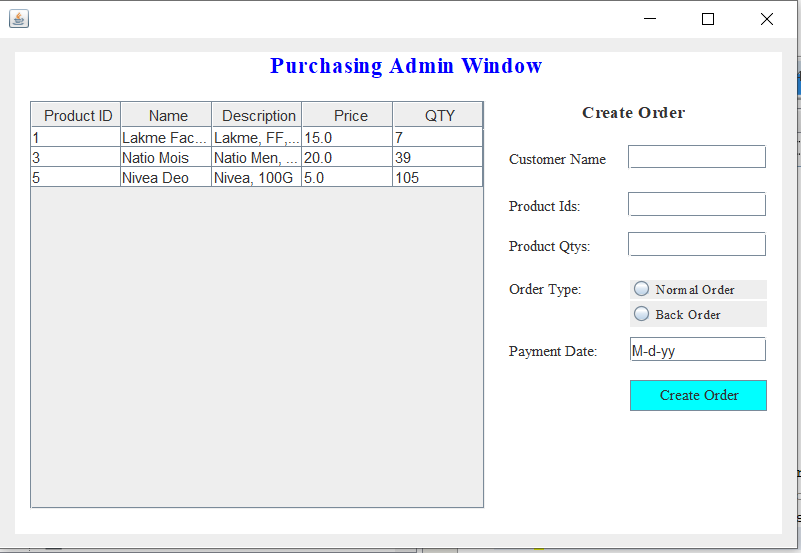 Purchasing Admin Window
Product ID Name Description Price QTY
1 Lakme Fac... Lakme, FF,... 15.0 7
3 Natio Mois Natio Men, ... 20.0 39
5 Nivea Deo Nivea, 100G 5.0 105
Create Order
Customer Name
Product Ids:
Product Qtys:
Order Type: Normal Order
Back Order
Payment Date: M-d-yy
Create Order